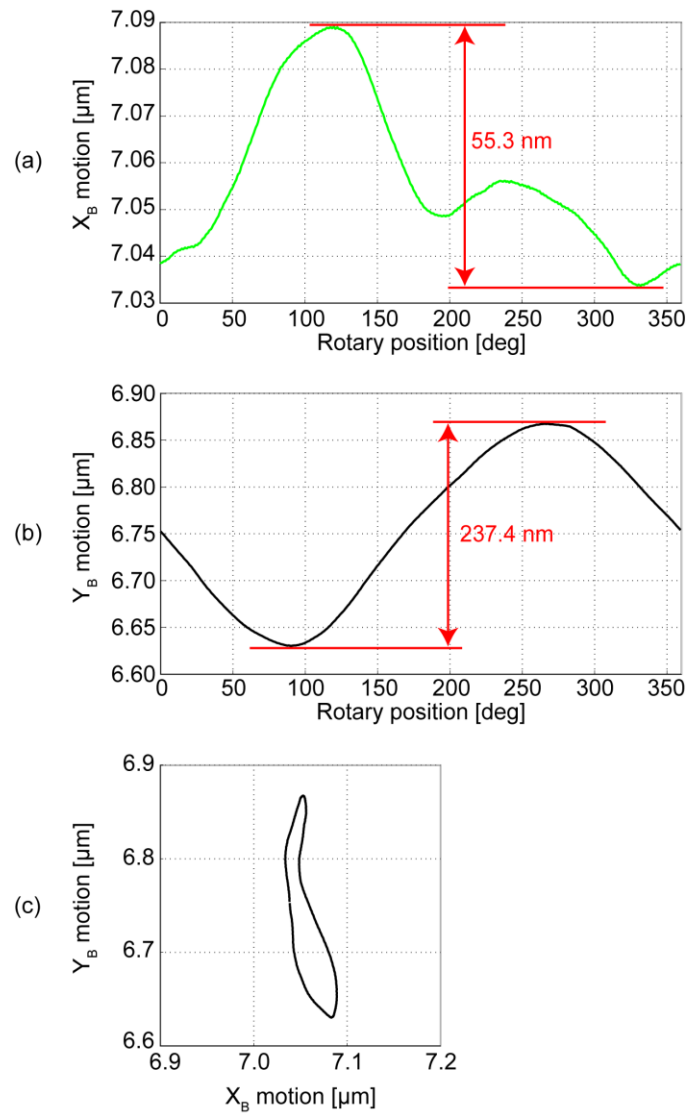 (a)
X_B motion [µm]
7.09
7.08
7.07
7.06
7.05
7.04
7.03
55.3 nm
0 50 100 150 200 250 300 350
Rotary position [deg]
(b)
Y_B motion [µm]
6.90
6.85
6.80
6.75
6.70
6.65
6.60
237.4 nm
0 50 100 150 200 250 300 350
Rotary position [deg]
(c)
Y_B motion [µm]
6.9
6.8
6.7
6.6
6.9 7.0 7.1 7.2
X_B motion [µm]